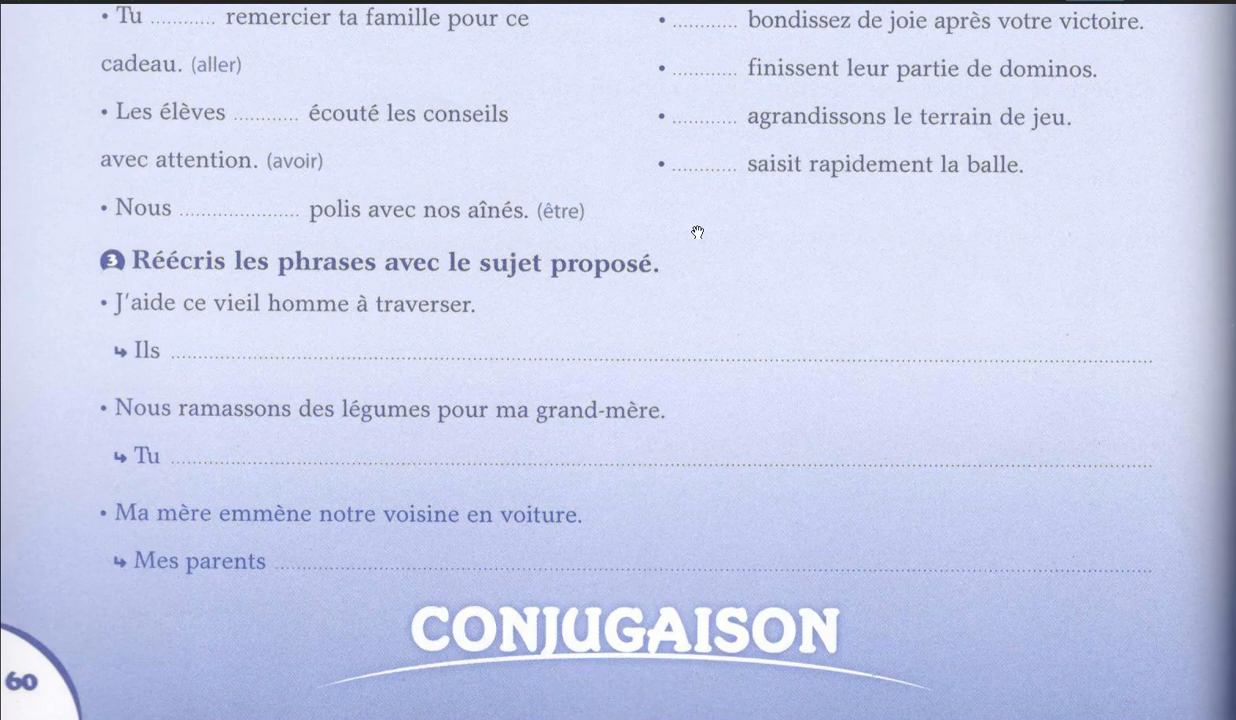 • Tu ........... remercier ta famille pour ce
cadeau. (aller)
• Les élèves ........... écouté les conseils
avec attention. (avoir)
• Nous .................... polis avec nos aînés. (être)
• ........... bondissez de joie après votre victoire.
• ........... finissent leur partie de dominos.
• ........... agrandissons le terrain de jeu.
• ........... saisit rapidement la balle.
3 Réécris les phrases avec le sujet proposé.
• J'aide ce vieil homme à traverser.
↳ Ils ...........
• Nous ramassons des légumes pour ma grand-mère.
↳ Tu ...........
• Ma mère emmène notre voisine en voiture.
↳ Mes parents ...........
CONJUGAISON
60